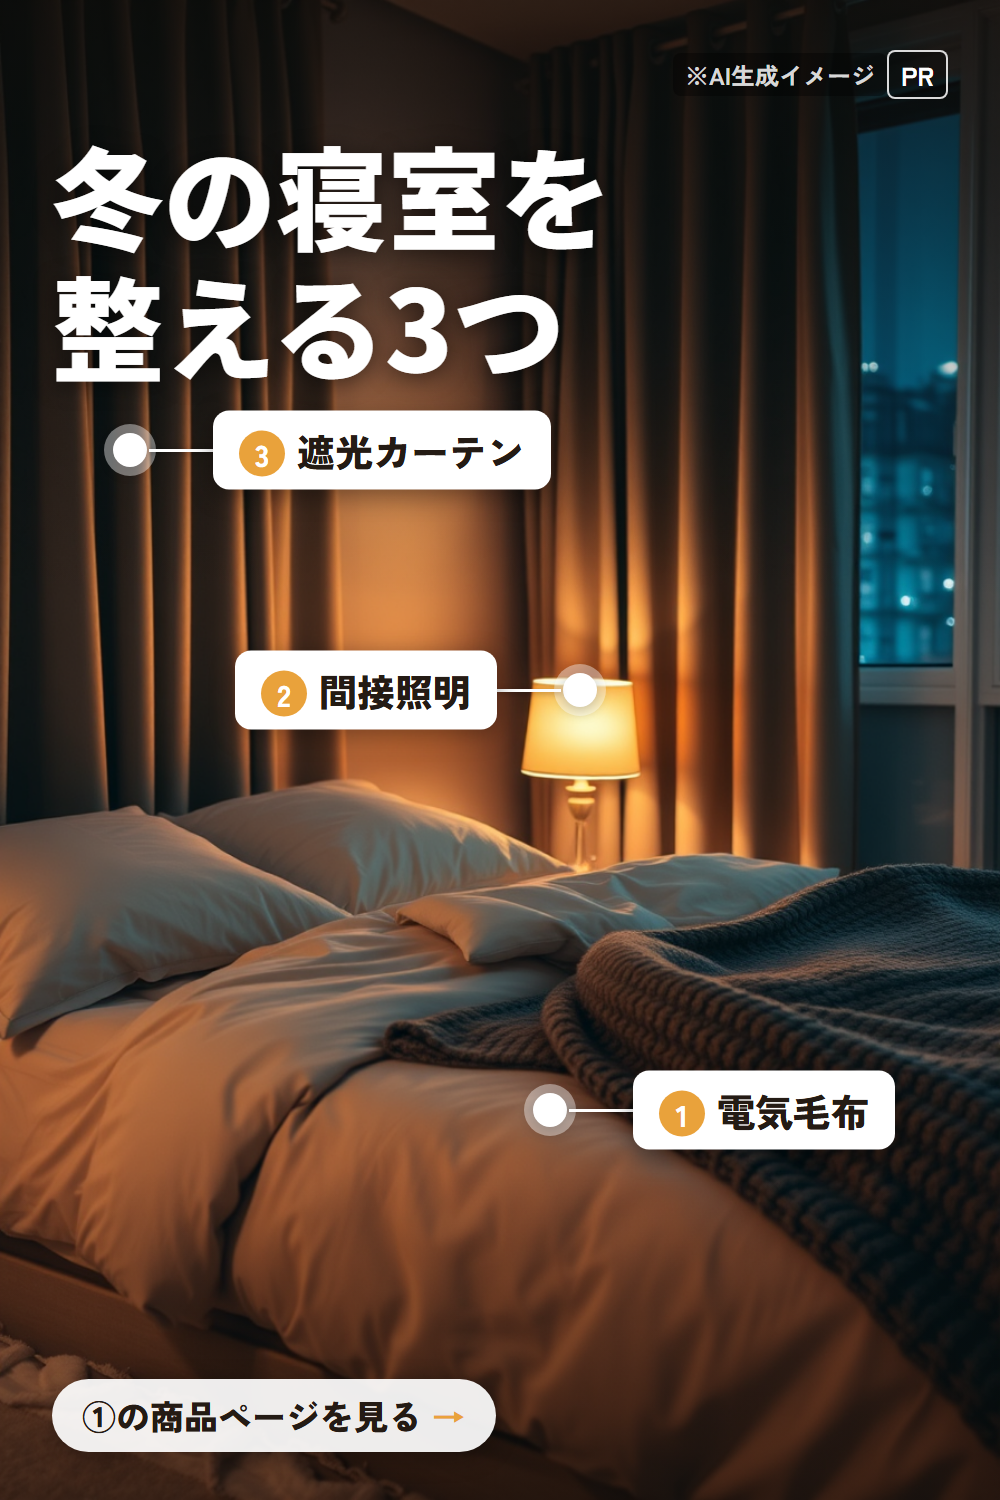 ※AI生成イメージ PR
冬の寝室を
整える3つ
3 遮光カーテン
2 間接照明
1 電気毛布
①の商品ページを見る →